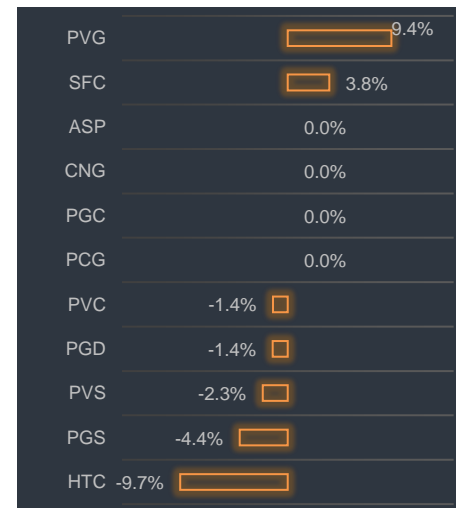 PVG 9.4%
SFC 3.8%
ASP 0.0%
CNG 0.0%
PGC 0.0%
PCG 0.0%
PVC -1.4%
PGD -1.4%
PVS -2.3%
PGS -4.4%
HTC -9.7%